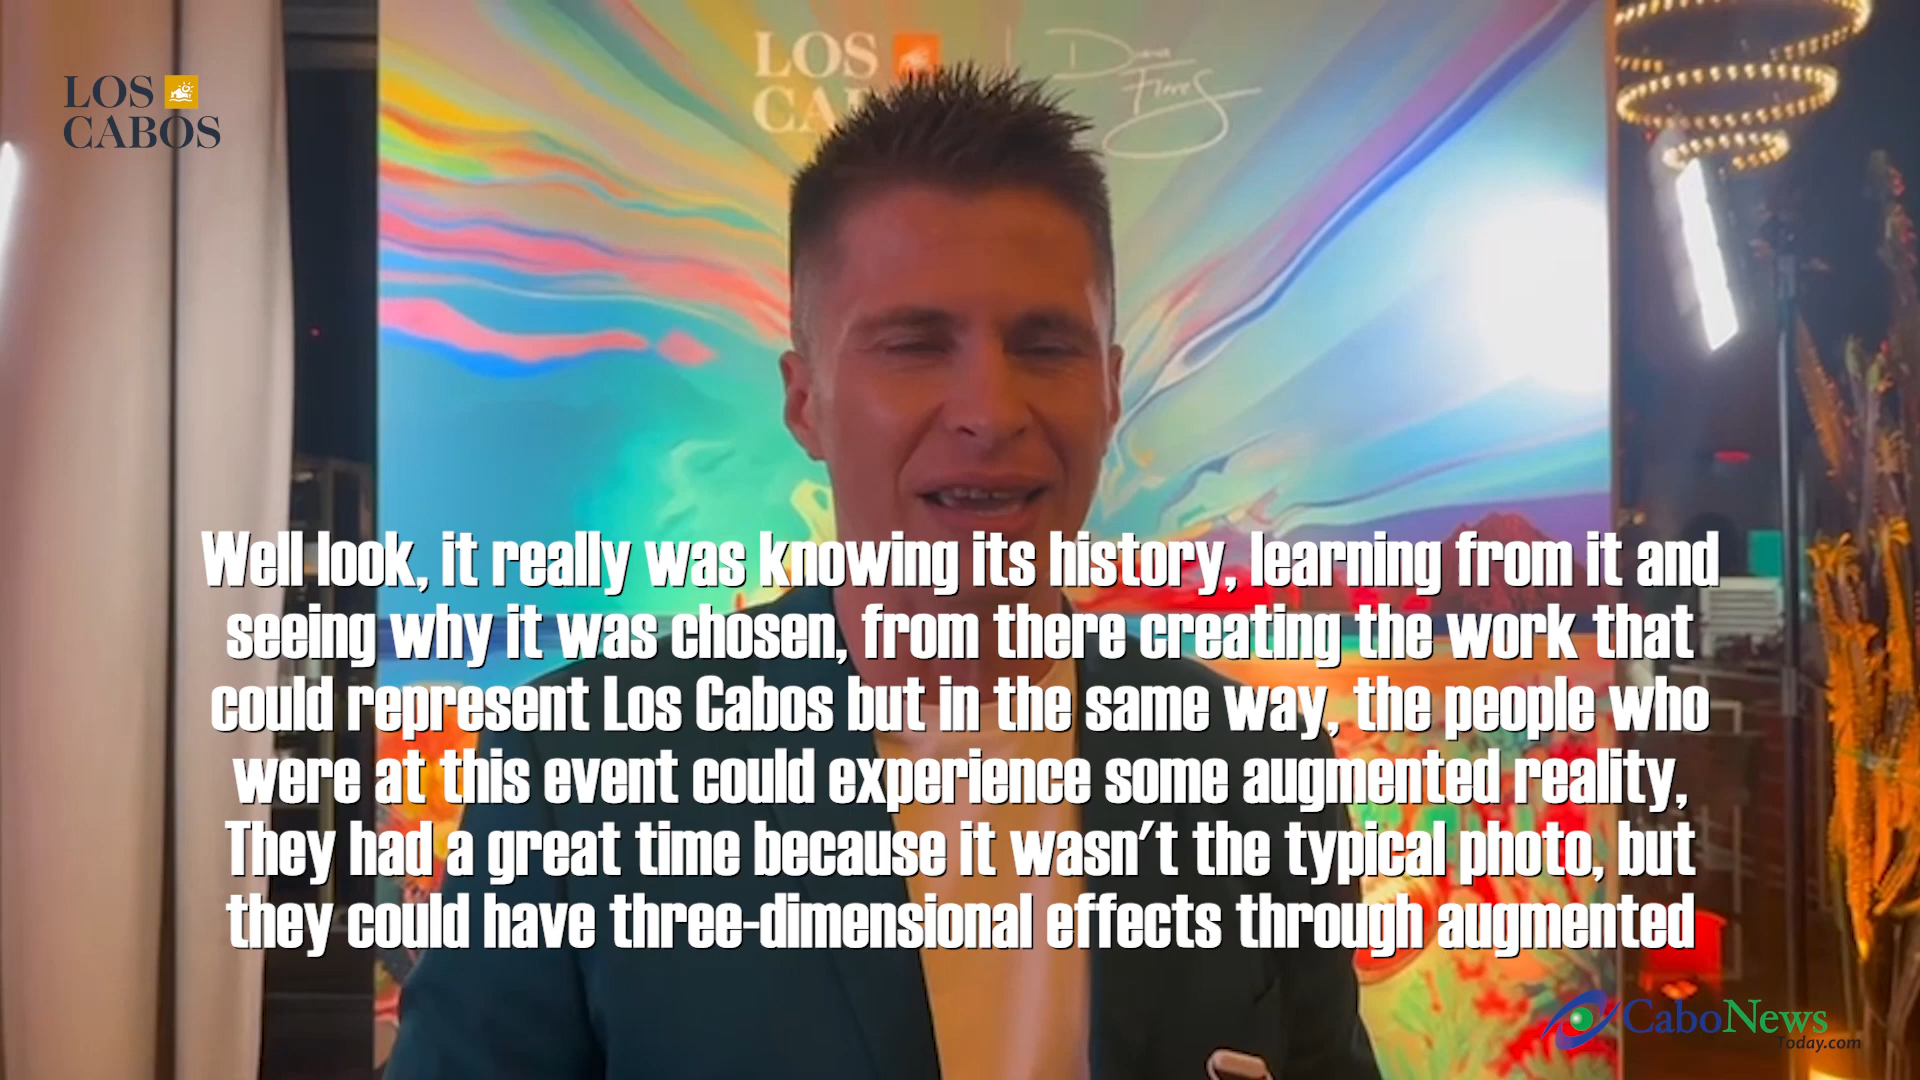 LOS
CABOS
LOS
CA
Diana
Flores
Well look, it really was knowing its history, learning from it and
seeing why it was chosen, from there creating the work that
could represent Los Cabos but in the same way, the people who
were at this event could experience some augmented reality,
They had a great time because it wasn't the typical photo, but
they could have three-dimensional effects through augmented
CaboNews
Today.com